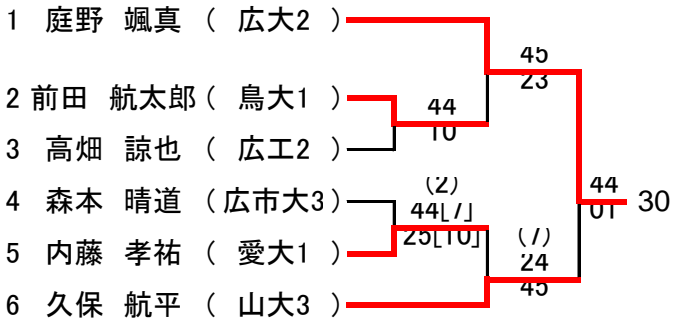 1 庭野 颯真 ( 広大2 )
45
23
2 前田 航太郎 ( 鳥大1 )
44
10
3 高畑 諒也 ( 広工2 )
44
01
30
4 森本 晴道 (広市大3)
(2)
44[7]
25[10]
5 内藤 孝祐 ( 愛大1 )
(7)
24
45
6 久保 航平 ( 山大3 )